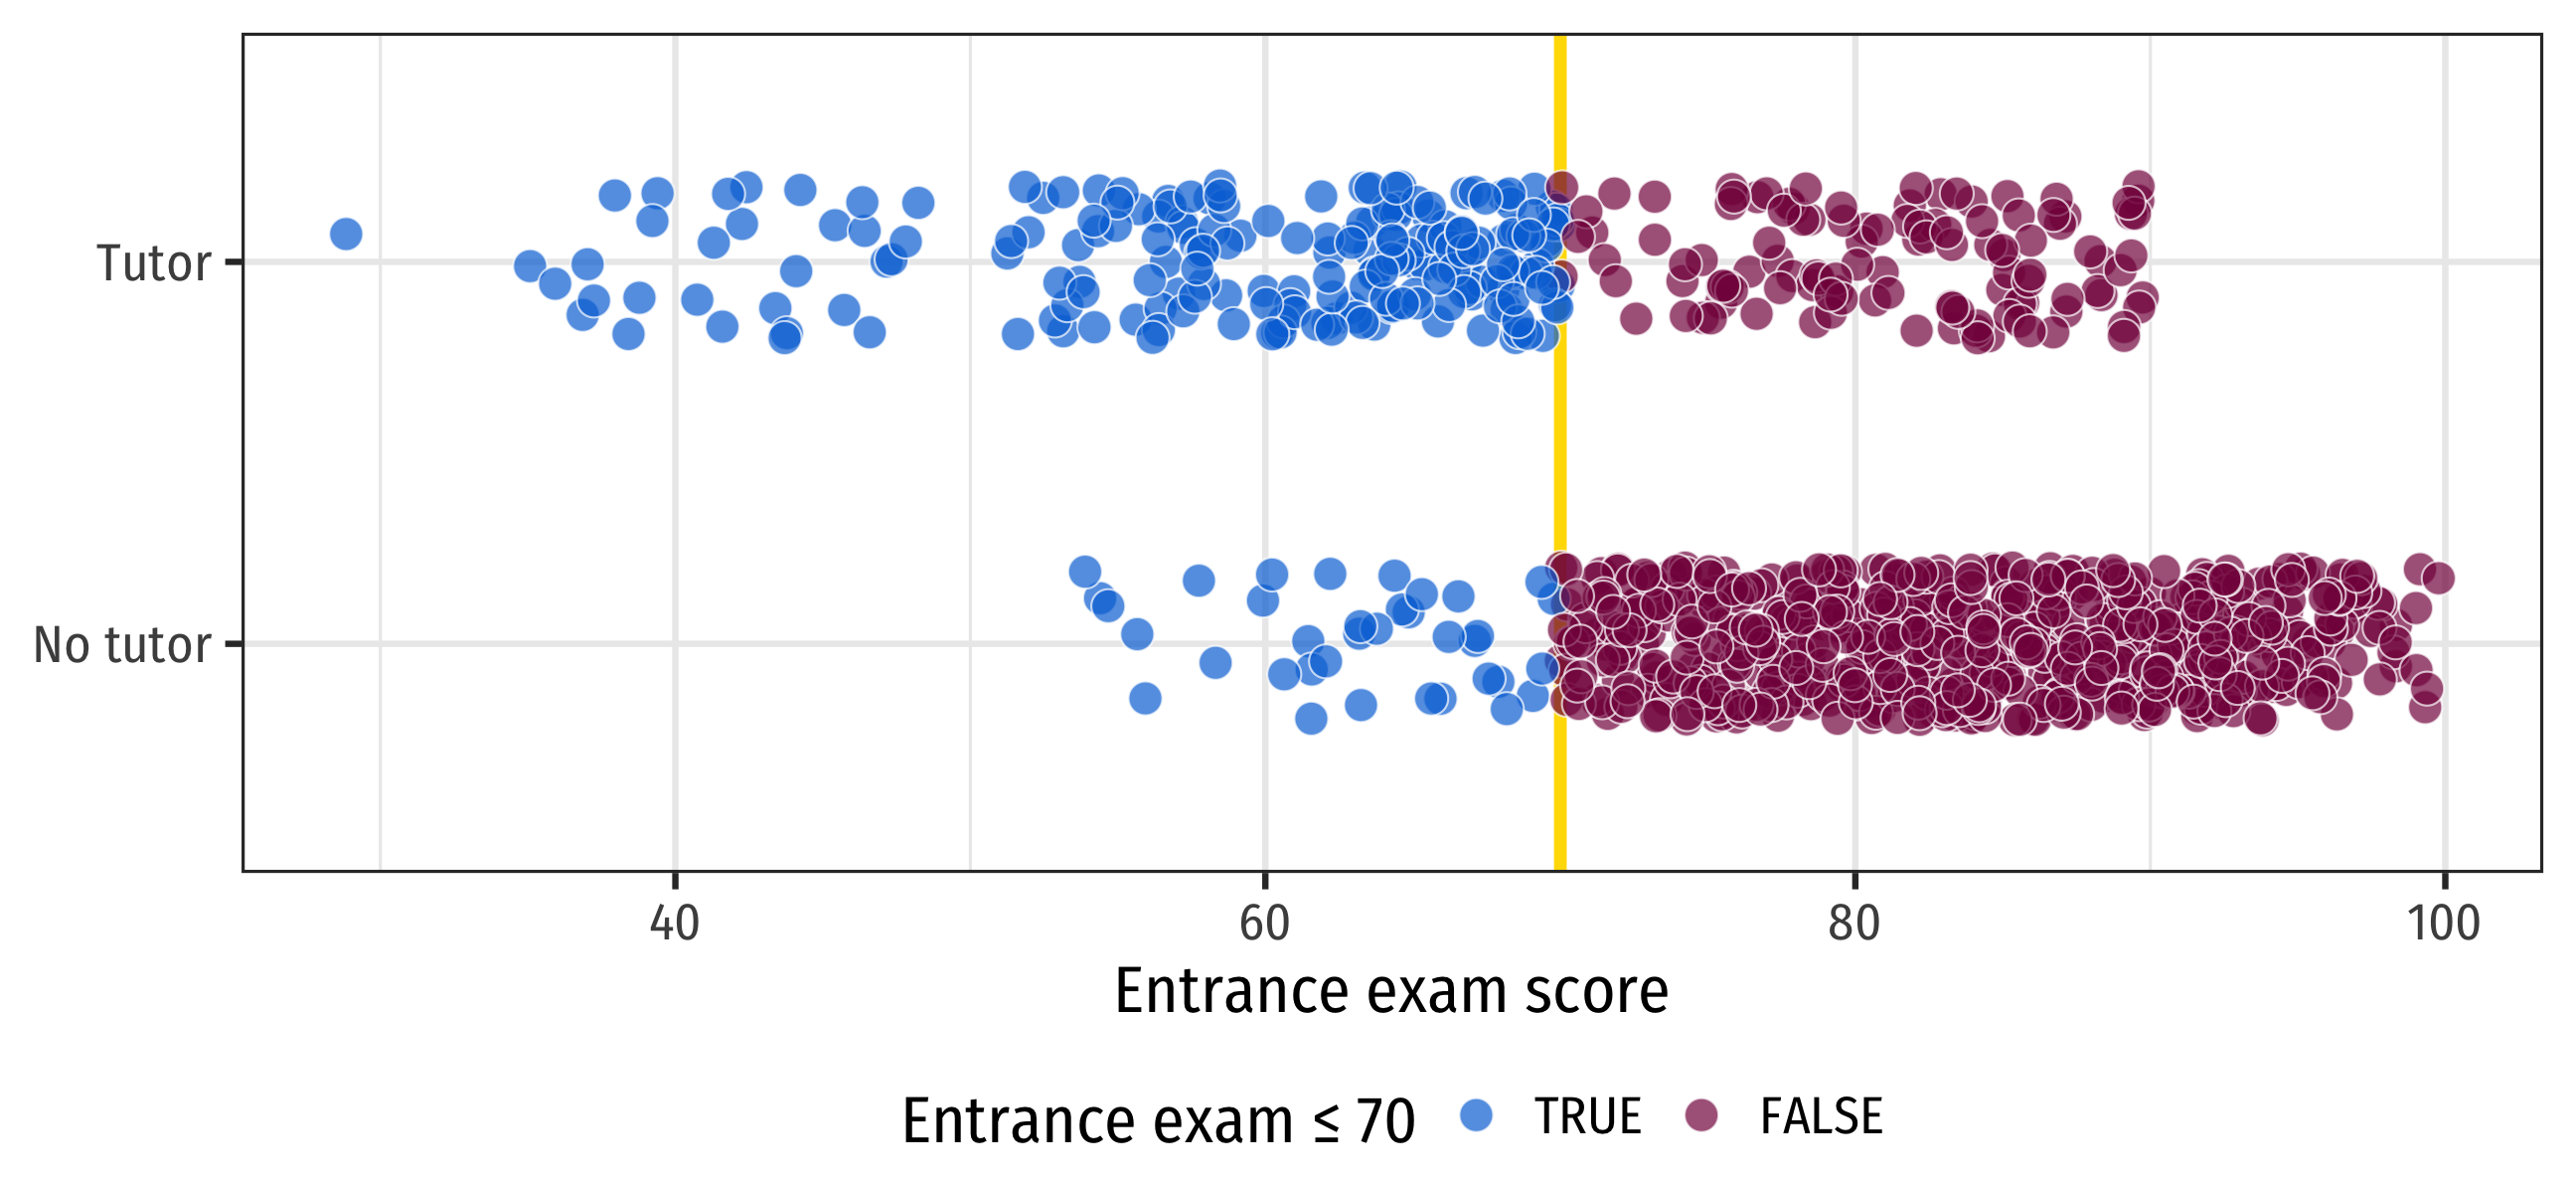 Tutor
No tutor
40 60 80 100
Entrance exam score
Entrance exam ≤ 70 TRUE FALSE